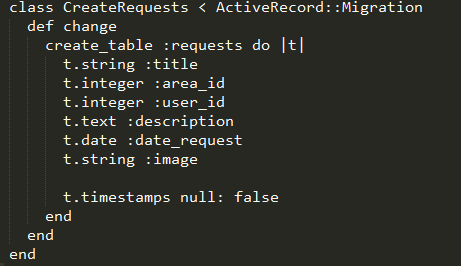 class CreateRequests < ActiveRecord::Migration
  def change
    create_table :requests do |t|
      t.string :title
      t.integer :area_id
      t.integer :user_id
      t.text :description
      t.date :date_request
      t.string :image

      t.timestamps null: false
    end
  end
end